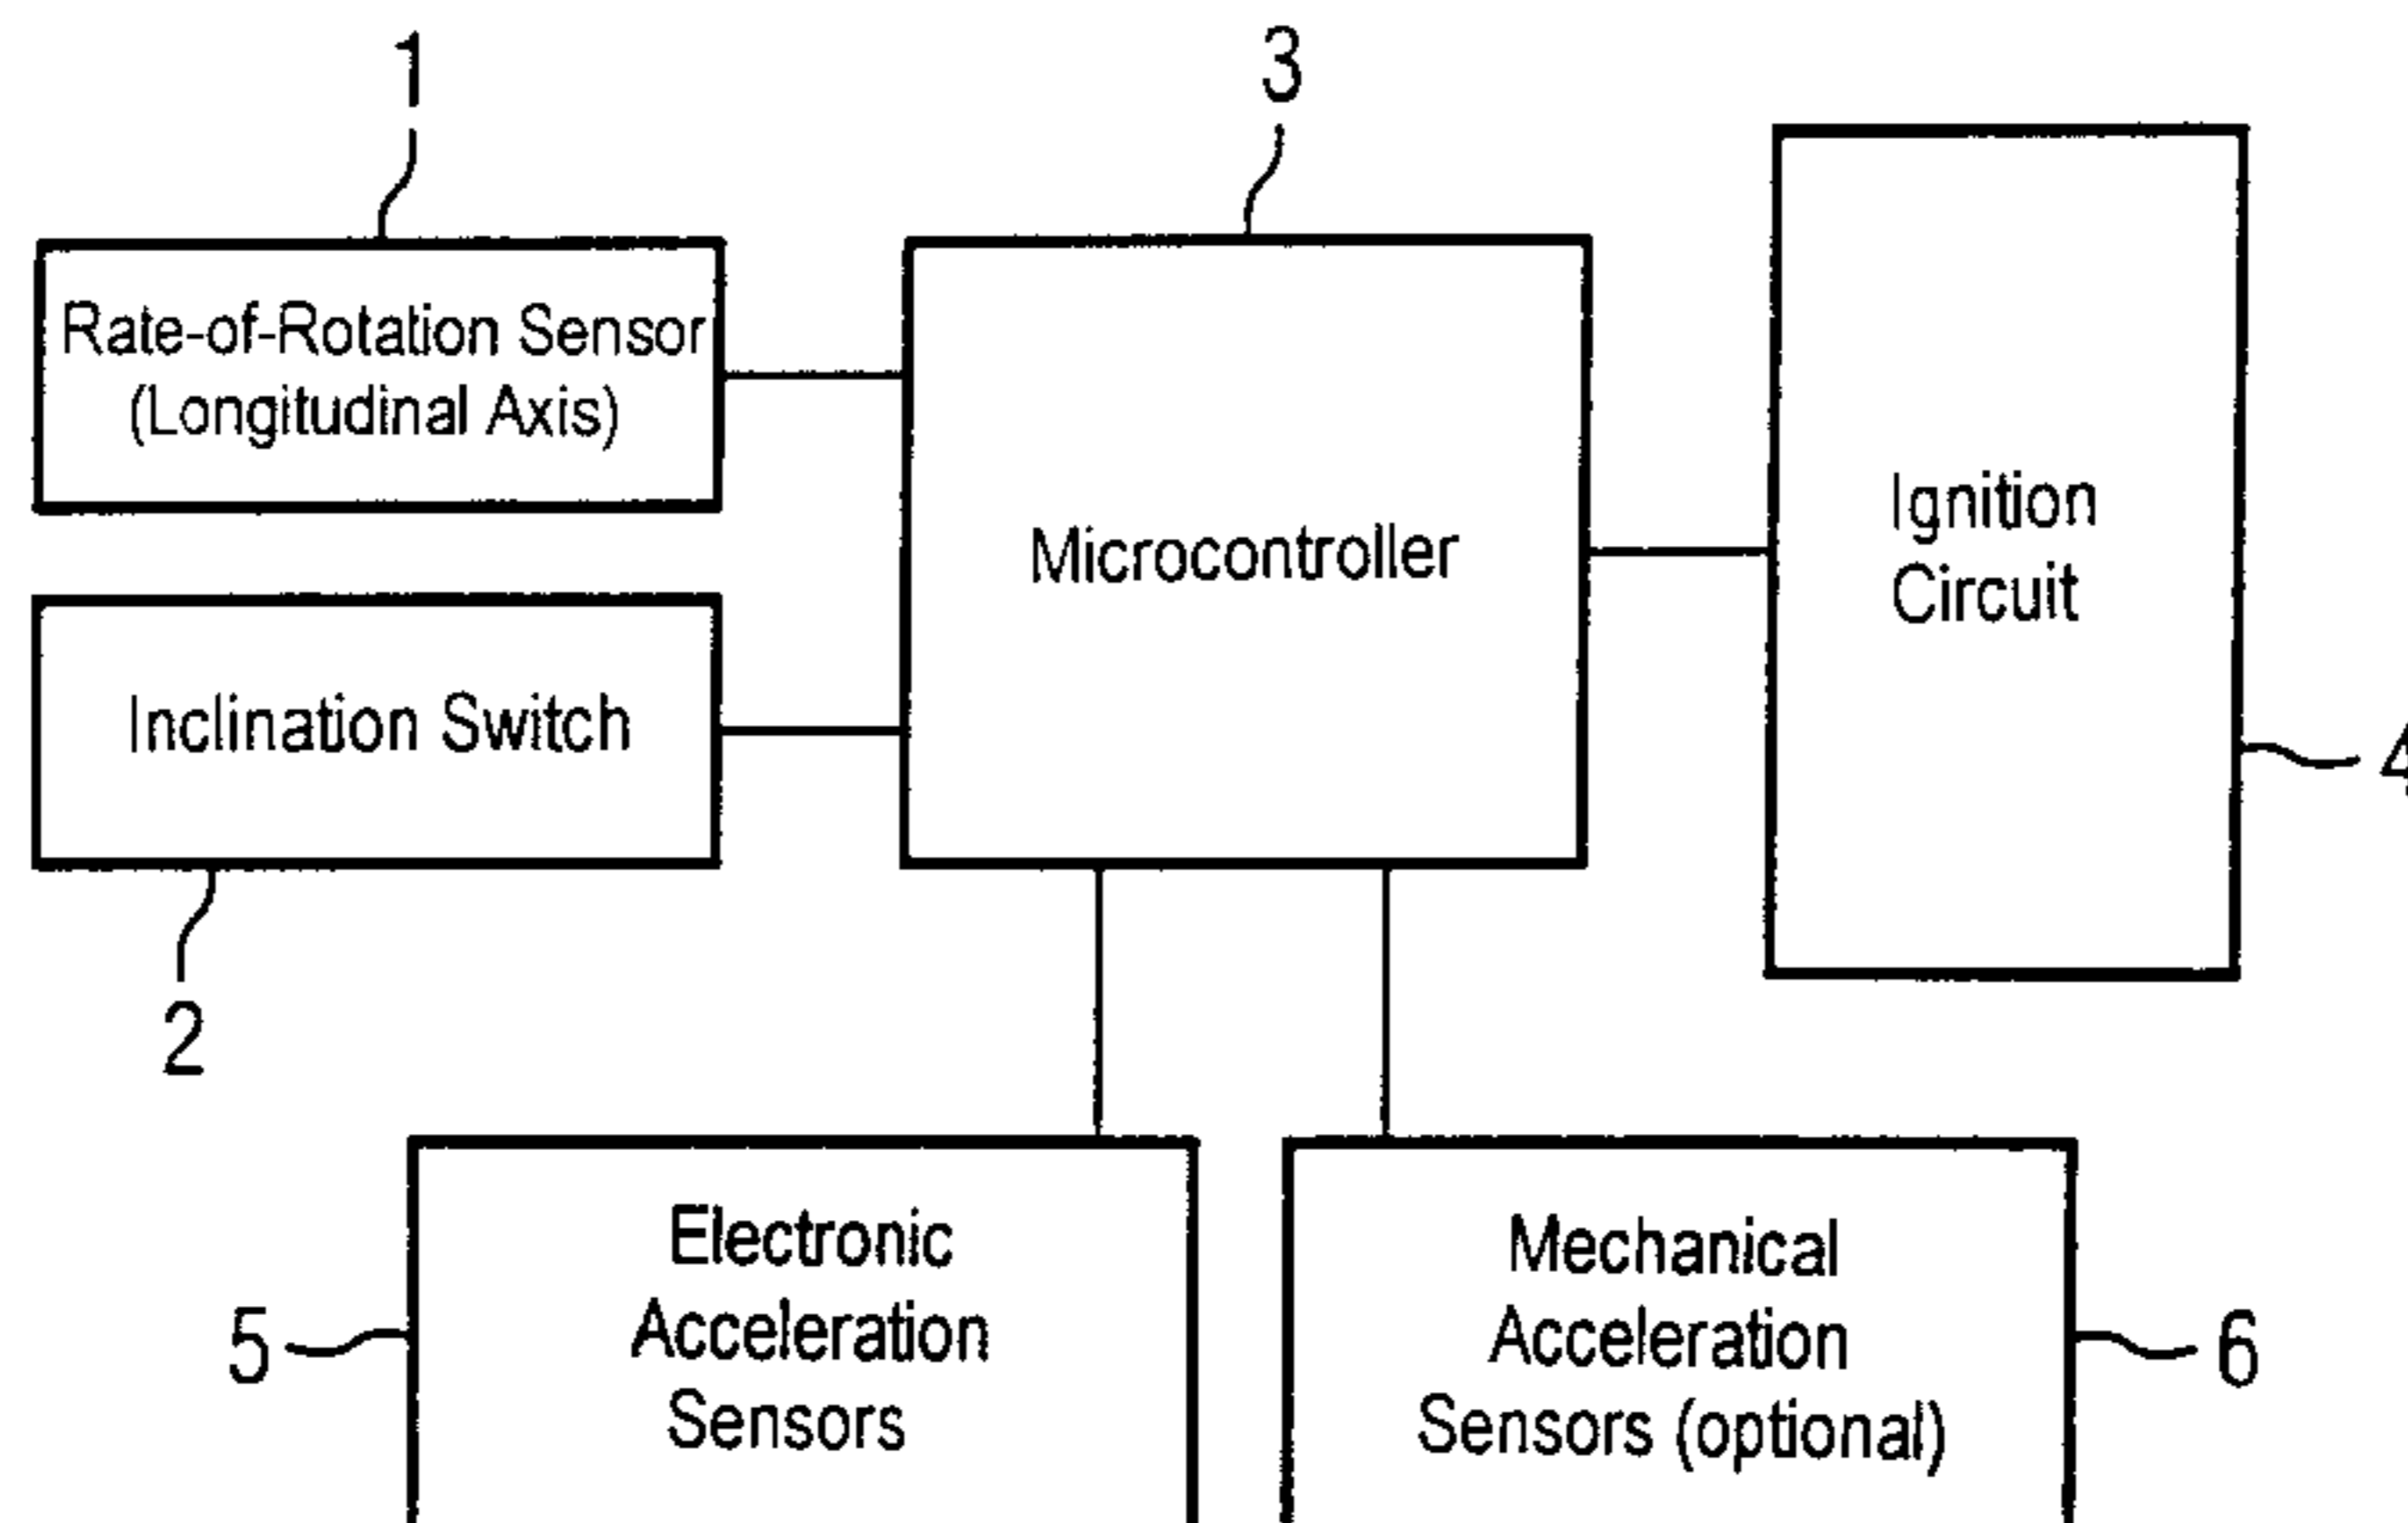 1
3
Rate-of-Rotation Sensor
(Longitudinal Axis)
Microcontroller
Ignition
Circuit
Inclination Switch
4
2
Electronic
Acceleration
Sensors
5
Mechanical
Acceleration
Sensors (optional)
6